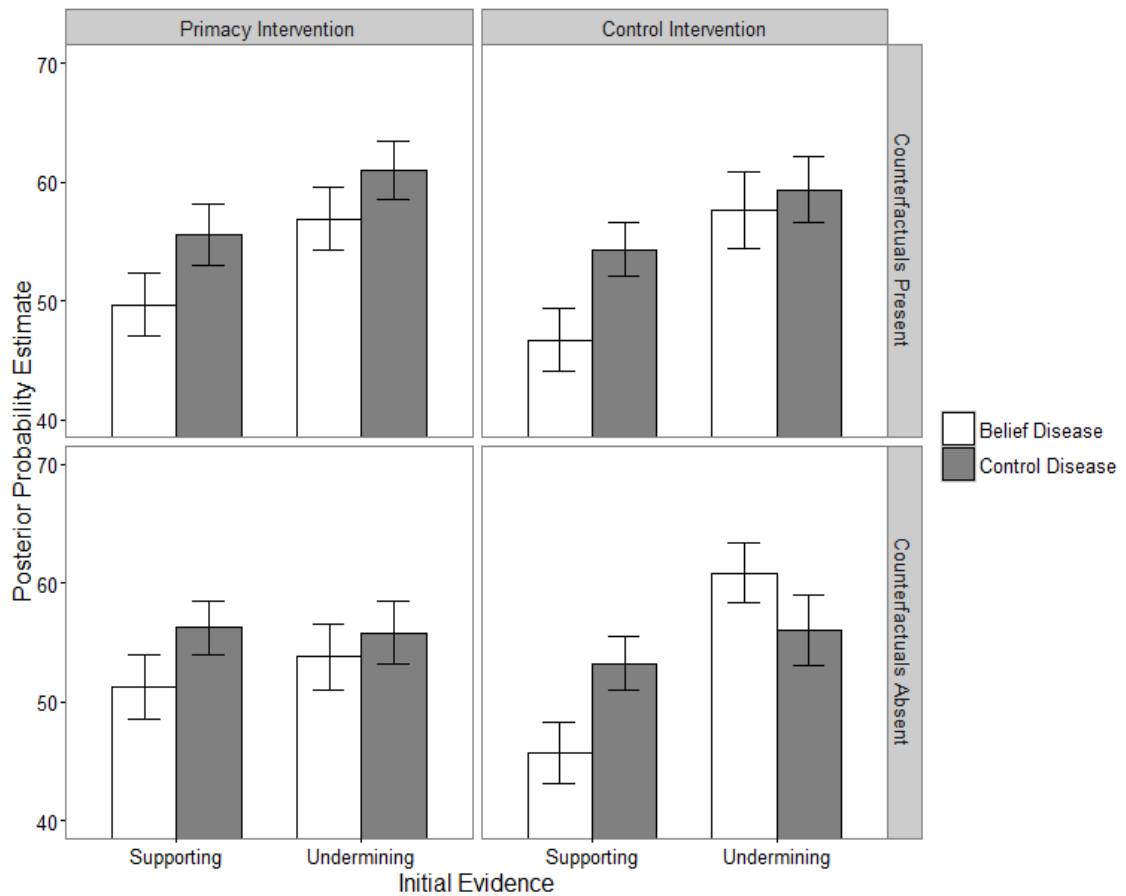 Primacy Intervention
Control Intervention
70
60
50
40
Counterfactuals Present
Posterior Probability Estimate
Belief Disease
Control Disease
70
60
50
40
Counterfactuals Absent
Supporting
Undermining
Supporting
Undermining
Initial Evidence